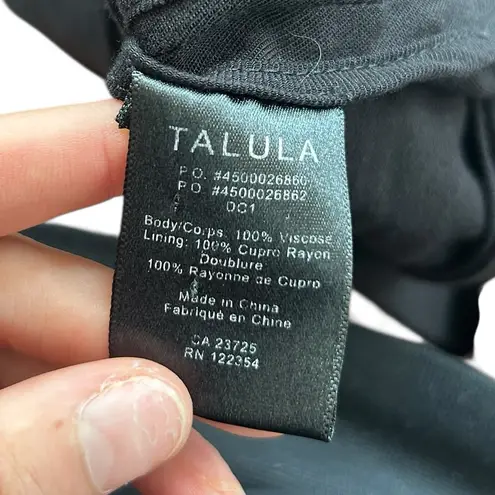 TALULA
P.O. #4500026860
P.O. #4500026862
DC1
Body/Corps: 100% Viscose
Lining: 100% Cupro Rayon
Doublure
100% Rayonne de Cupro
Made in China
Fabriqué en Chine
CA 23725
RN 122354